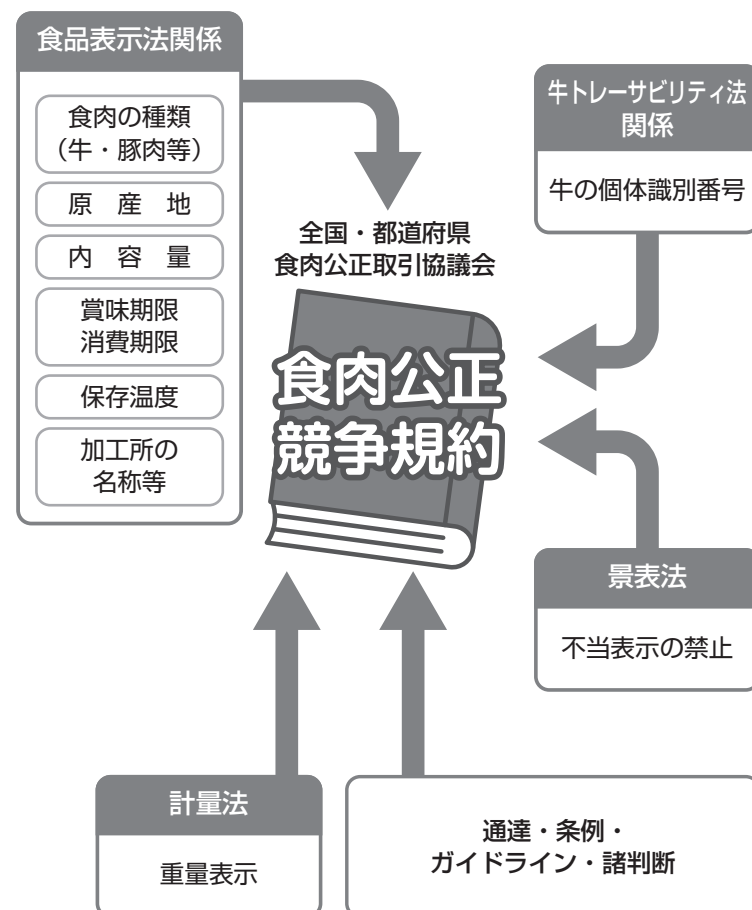 食品表示法関係
食肉の種類
（牛・豚肉等）
原　産　地
内　容　量
賞味期限
消費期限
保存温度
加工所の
名称等
牛トレーサビリティ法
関係
牛の個体識別番号
全国・都道府県
食肉公正取引協議会
食肉公正
競争規約
景表法
不当表示の禁止
計量法
重量表示
通達・条例・
ガイドライン・諸判断